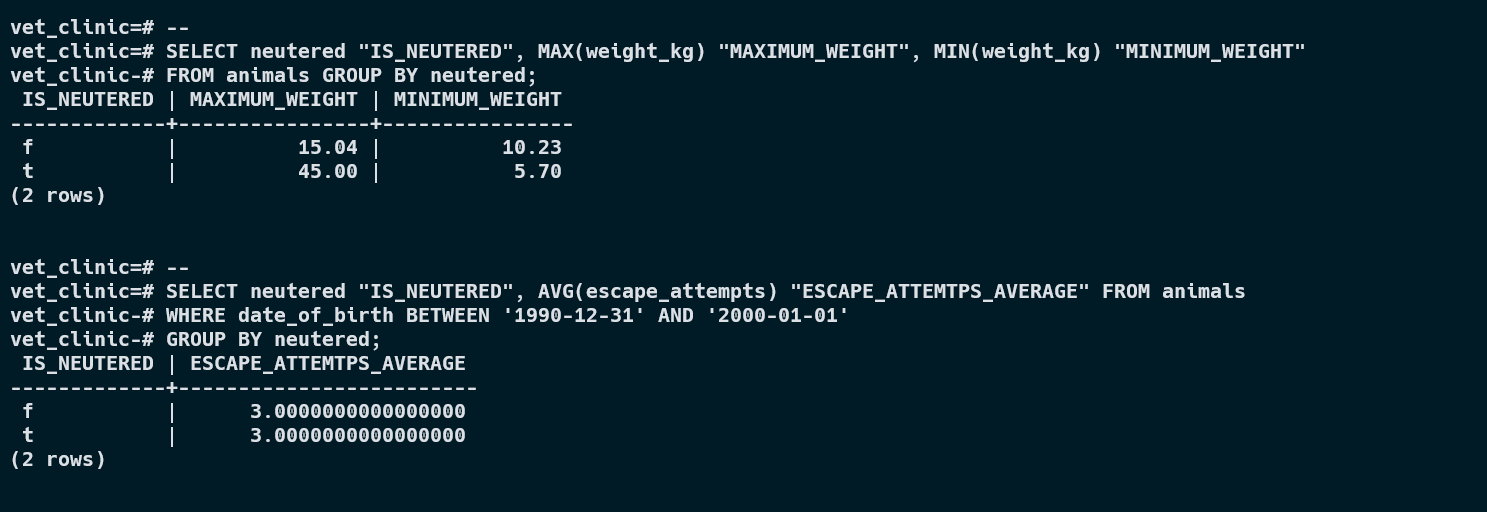 vet_clinic=# --
vet_clinic=# SELECT neutered "IS_NEUTERED", MAX(weight_kg) "MAXIMUM_WEIGHT", MIN(weight_kg) "MINIMUM_WEIGHT"
vet_clinic-# FROM animals GROUP BY neutered;
 IS_NEUTERED | MAXIMUM_WEIGHT | MINIMUM_WEIGHT
-------------+----------------+----------------
 f           |          15.04 |          10.23
 t           |          45.00 |           5.70
(2 rows)
vet_clinic=# --
vet_clinic=# SELECT neutered "IS_NEUTERED", AVG(escape_attempts) "ESCAPE_ATTEMTPS_AVERAGE" FROM animals
vet_clinic-# WHERE date_of_birth BETWEEN '1990-12-31' AND '2000-01-01'
vet_clinic-# GROUP BY neutered;
 IS_NEUTERED | ESCAPE_ATTEMTPS_AVERAGE
-------------+-------------------------
 f           |      3.0000000000000000
 t           |      3.0000000000000000
(2 rows)